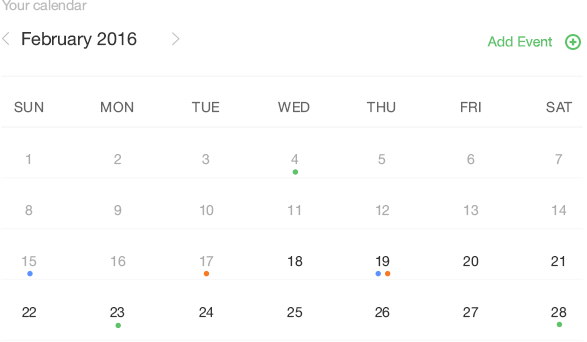 Your calendar
February 2016
Add Event
SUN MON TUE WED THU FRI SAT
1 2 3 4 5 6 7
8 9 10 11 12 13 14
15 16 17 18 19 20 21
22 23 24 25 26 27 28